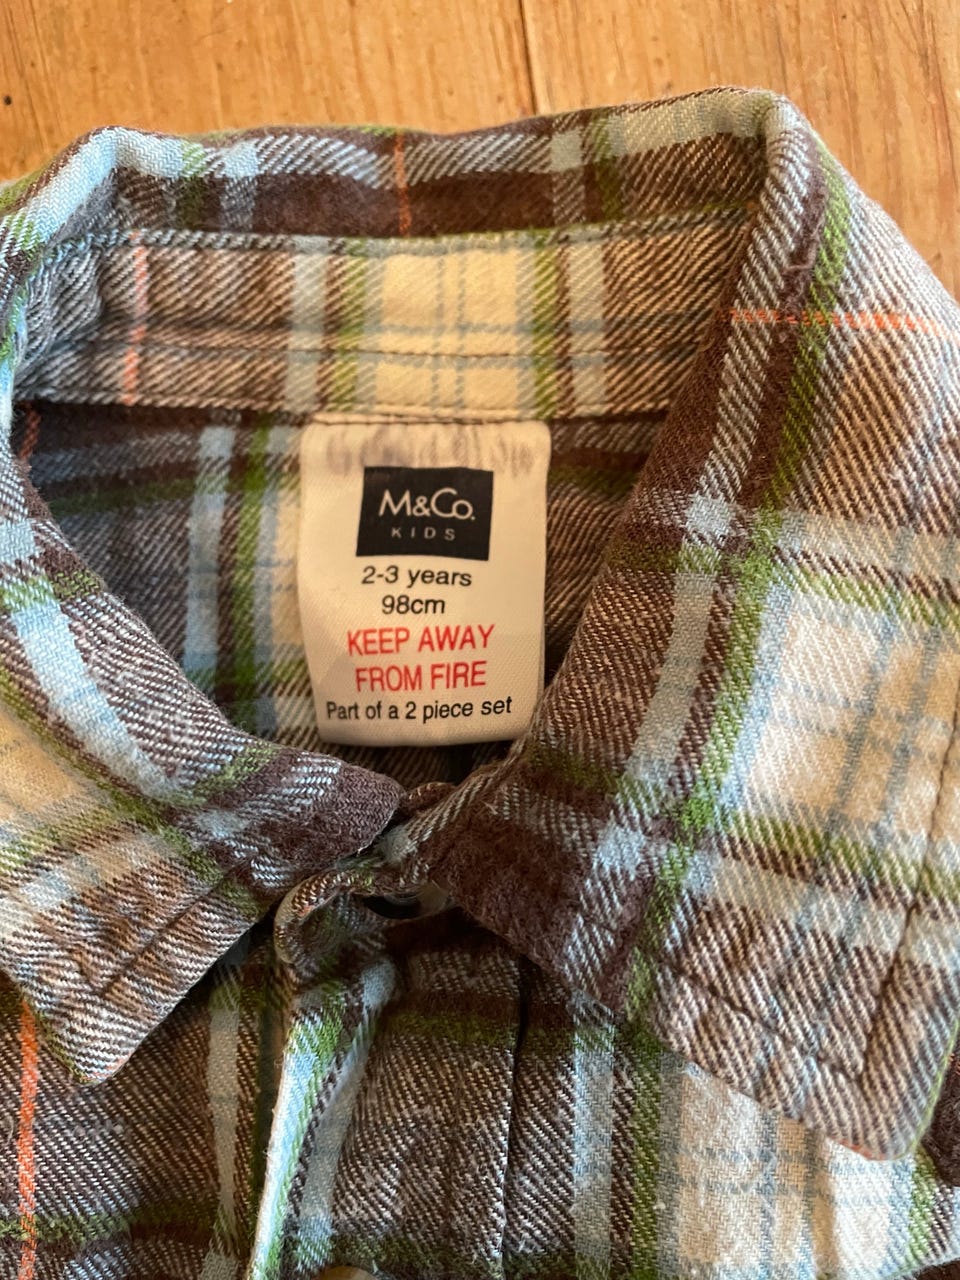 M&Co.
KIDS
2-3 years
98cm
KEEP AWAY
FROM FIRE
Part of a 2 piece set